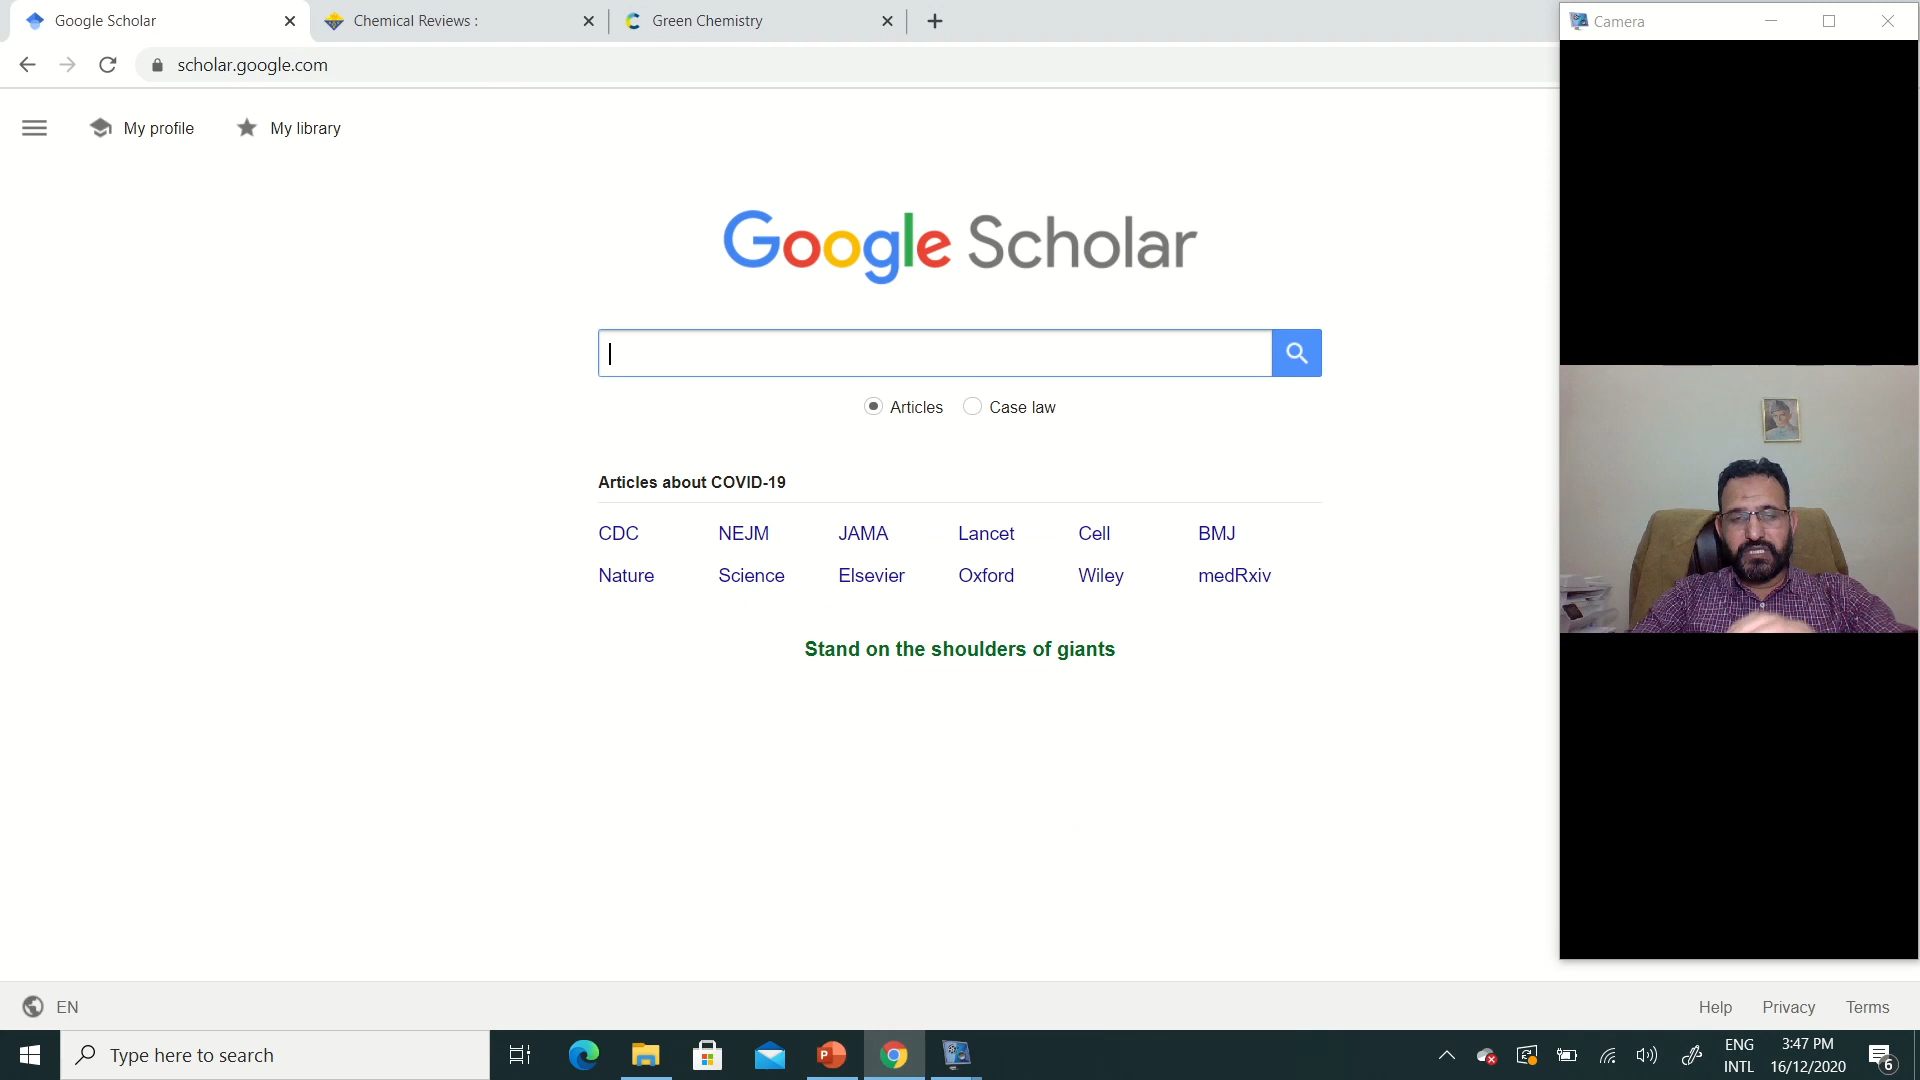 Google Scholar
Chemical Reviews :
Green Chemistry
Camera
scholar.google.com
My profile
My library
Google Scholar
Articles
Case law
Articles about COVID-19
CDC NEJM JAMA Lancet Cell BMJ
Nature Science Elsevier Oxford Wiley medRxiv
Stand on the shoulders of giants
EN
Help Privacy Terms
Type here to search
P
ENG
INTL
3:47 PM
16/12/2020
6